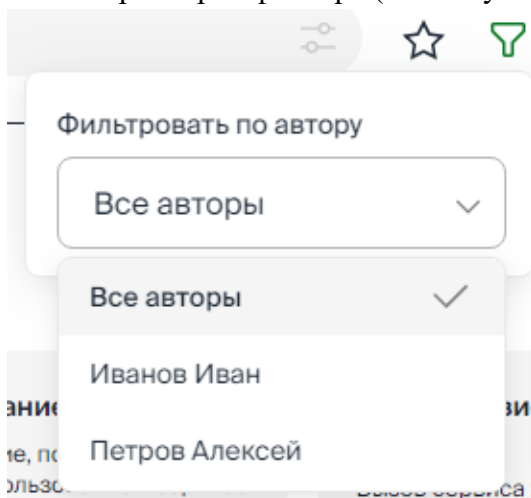 Фильтровать по автору
Все авторы
Все авторы
Иванов Иван
Петров Алексей